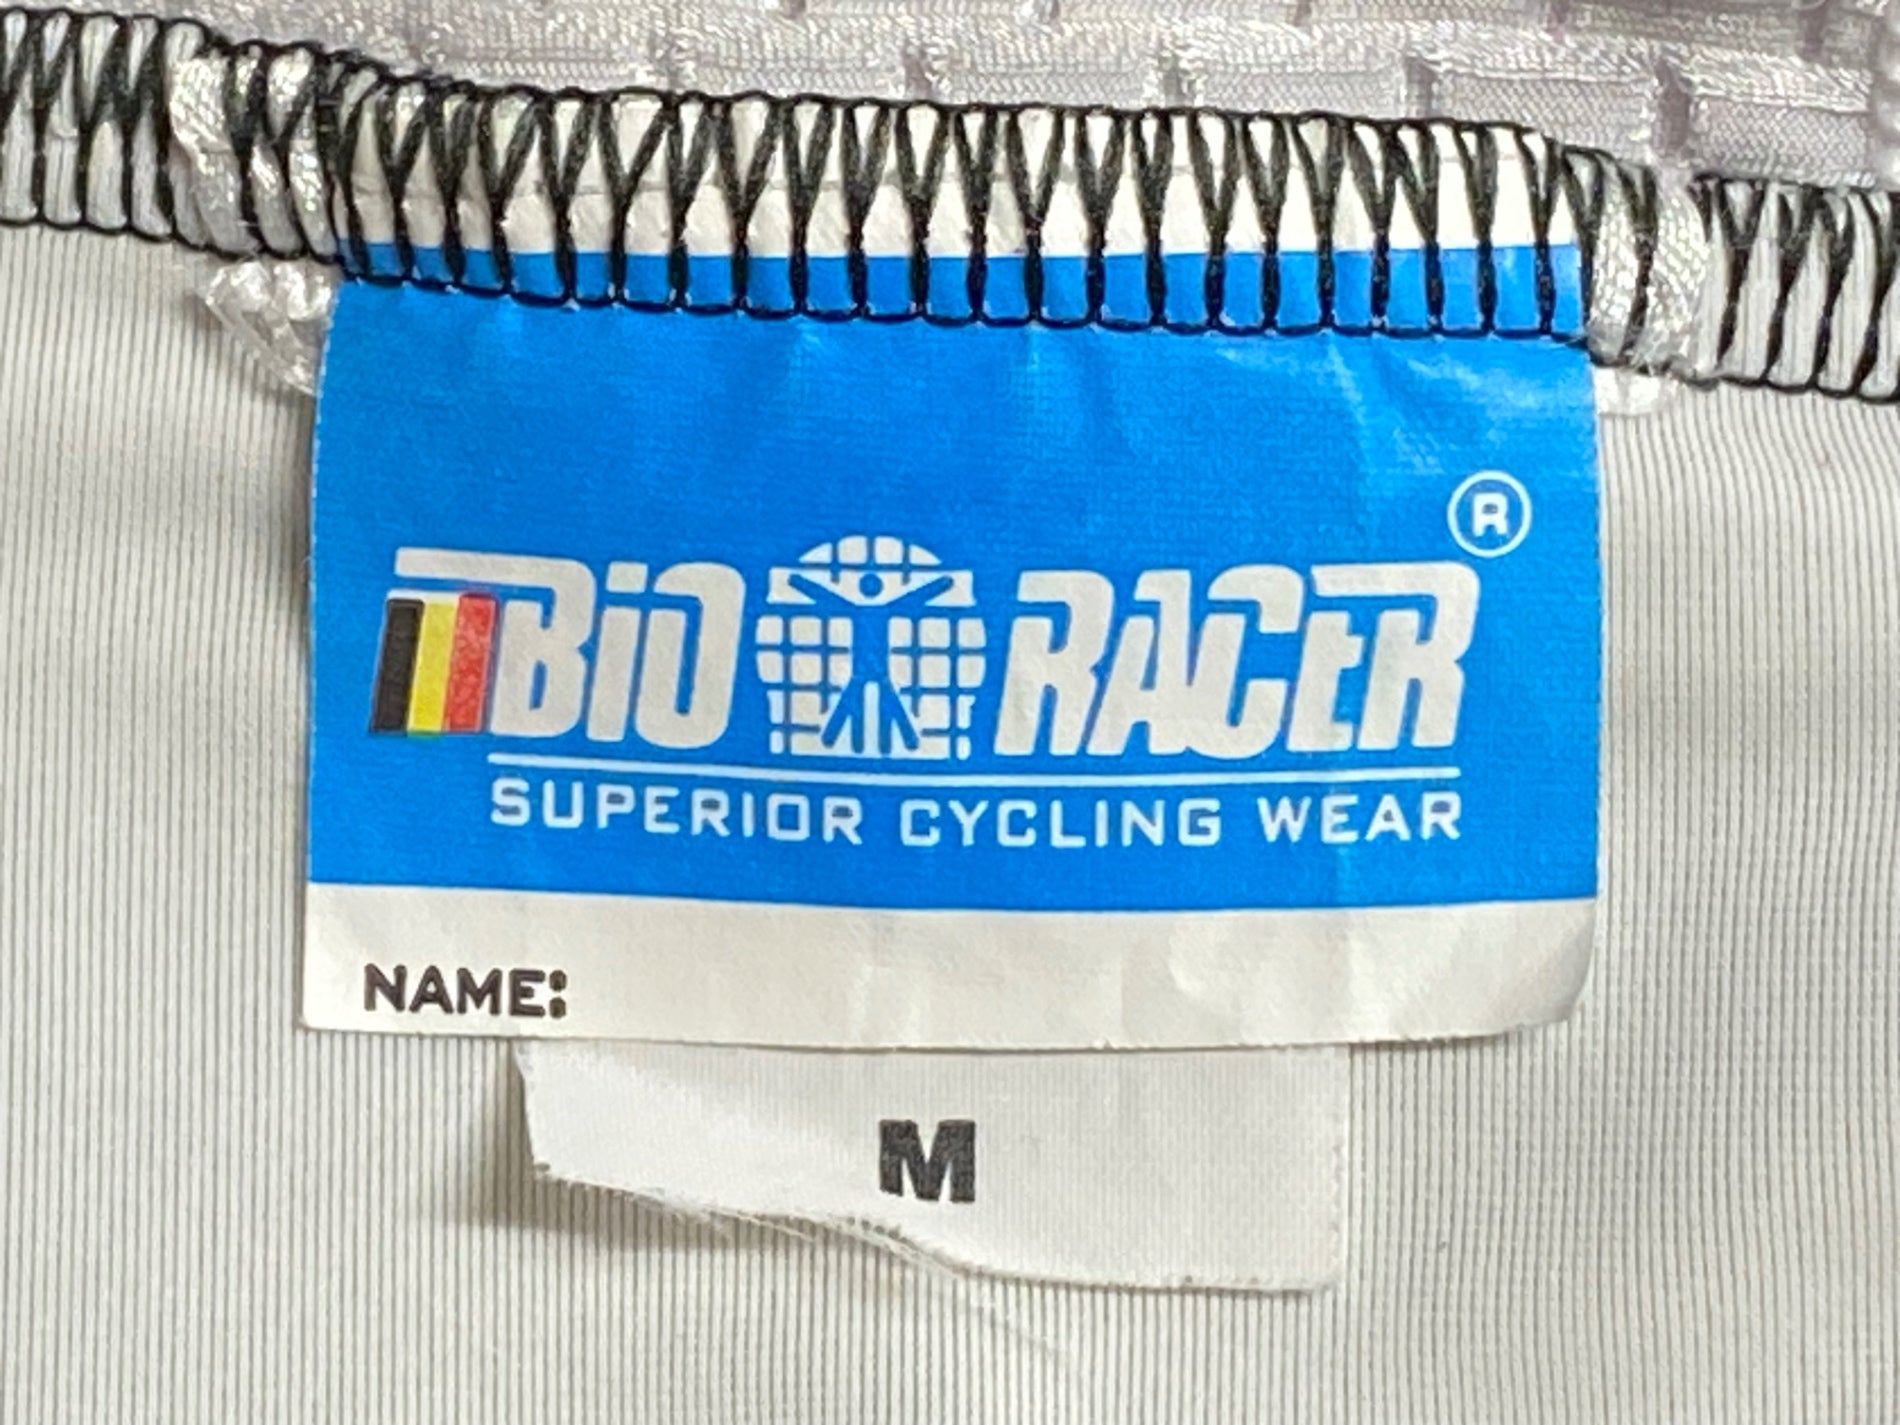 BiO RACER ®
SUPERIOR CYCLING WEAR
NAME:
M